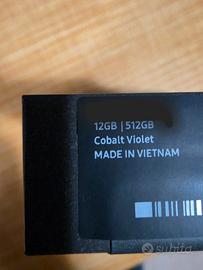 12GB | 512GB
Cobalt Violet
MADE IN VIETNAM
subito